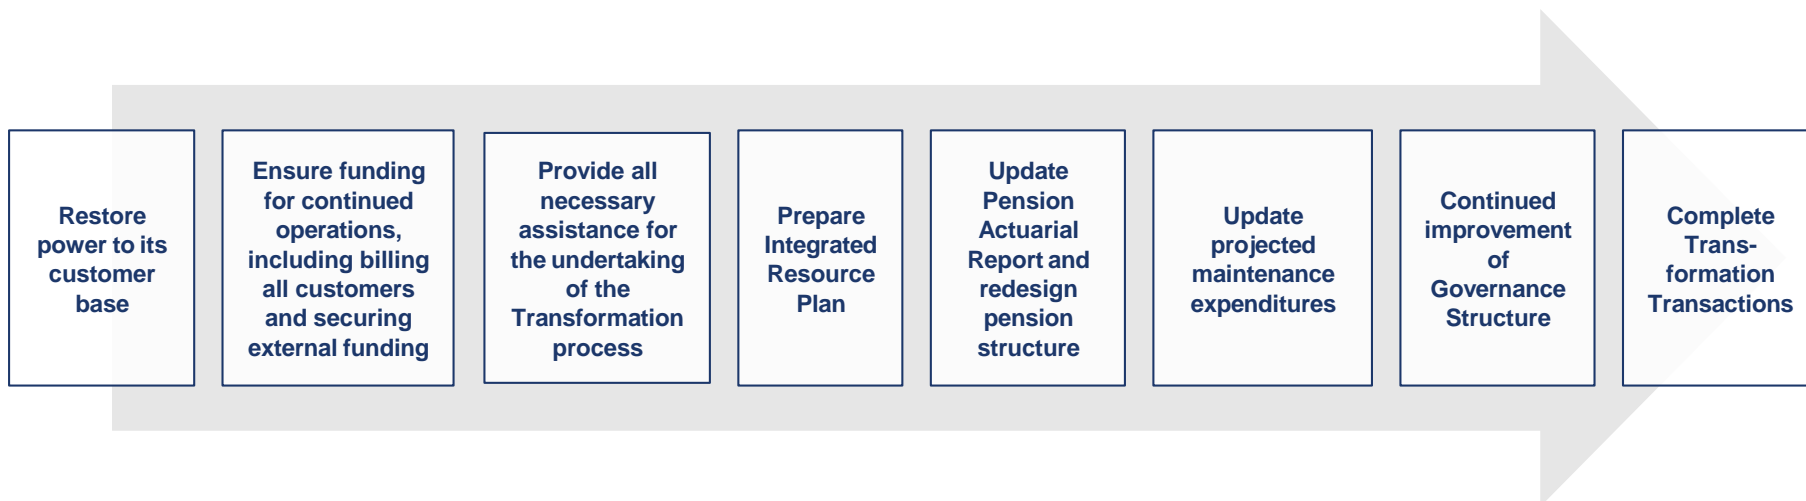 Restore
power to its
customer
base
Ensure funding
for continued
operations,
including billing
all customers
and securing
external funding
Provide all
necessary
assistance for
the undertaking
of the
Transformation
process
Prepare
Integrated
Resource
Plan
Update
Pension
Actuarial
Report and
redesign
pension
structure
Update
projected
maintenance
expenditures
Continued
improvement
of
Governance
Structure
Complete
Trans-
formation
Transactions